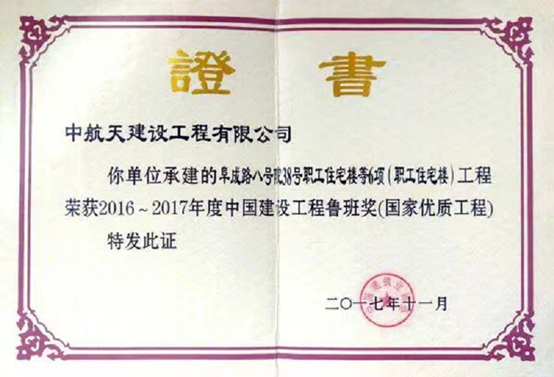 證書
中航天建设工程有限公司
你单位承建的阜成路八号院38号职工住宅楼等6项(职工住宅楼)工程
荣获2016～2017年度中国建设工程鲁班奖(国家优质工程)
特发此证
二〇一七年十一月